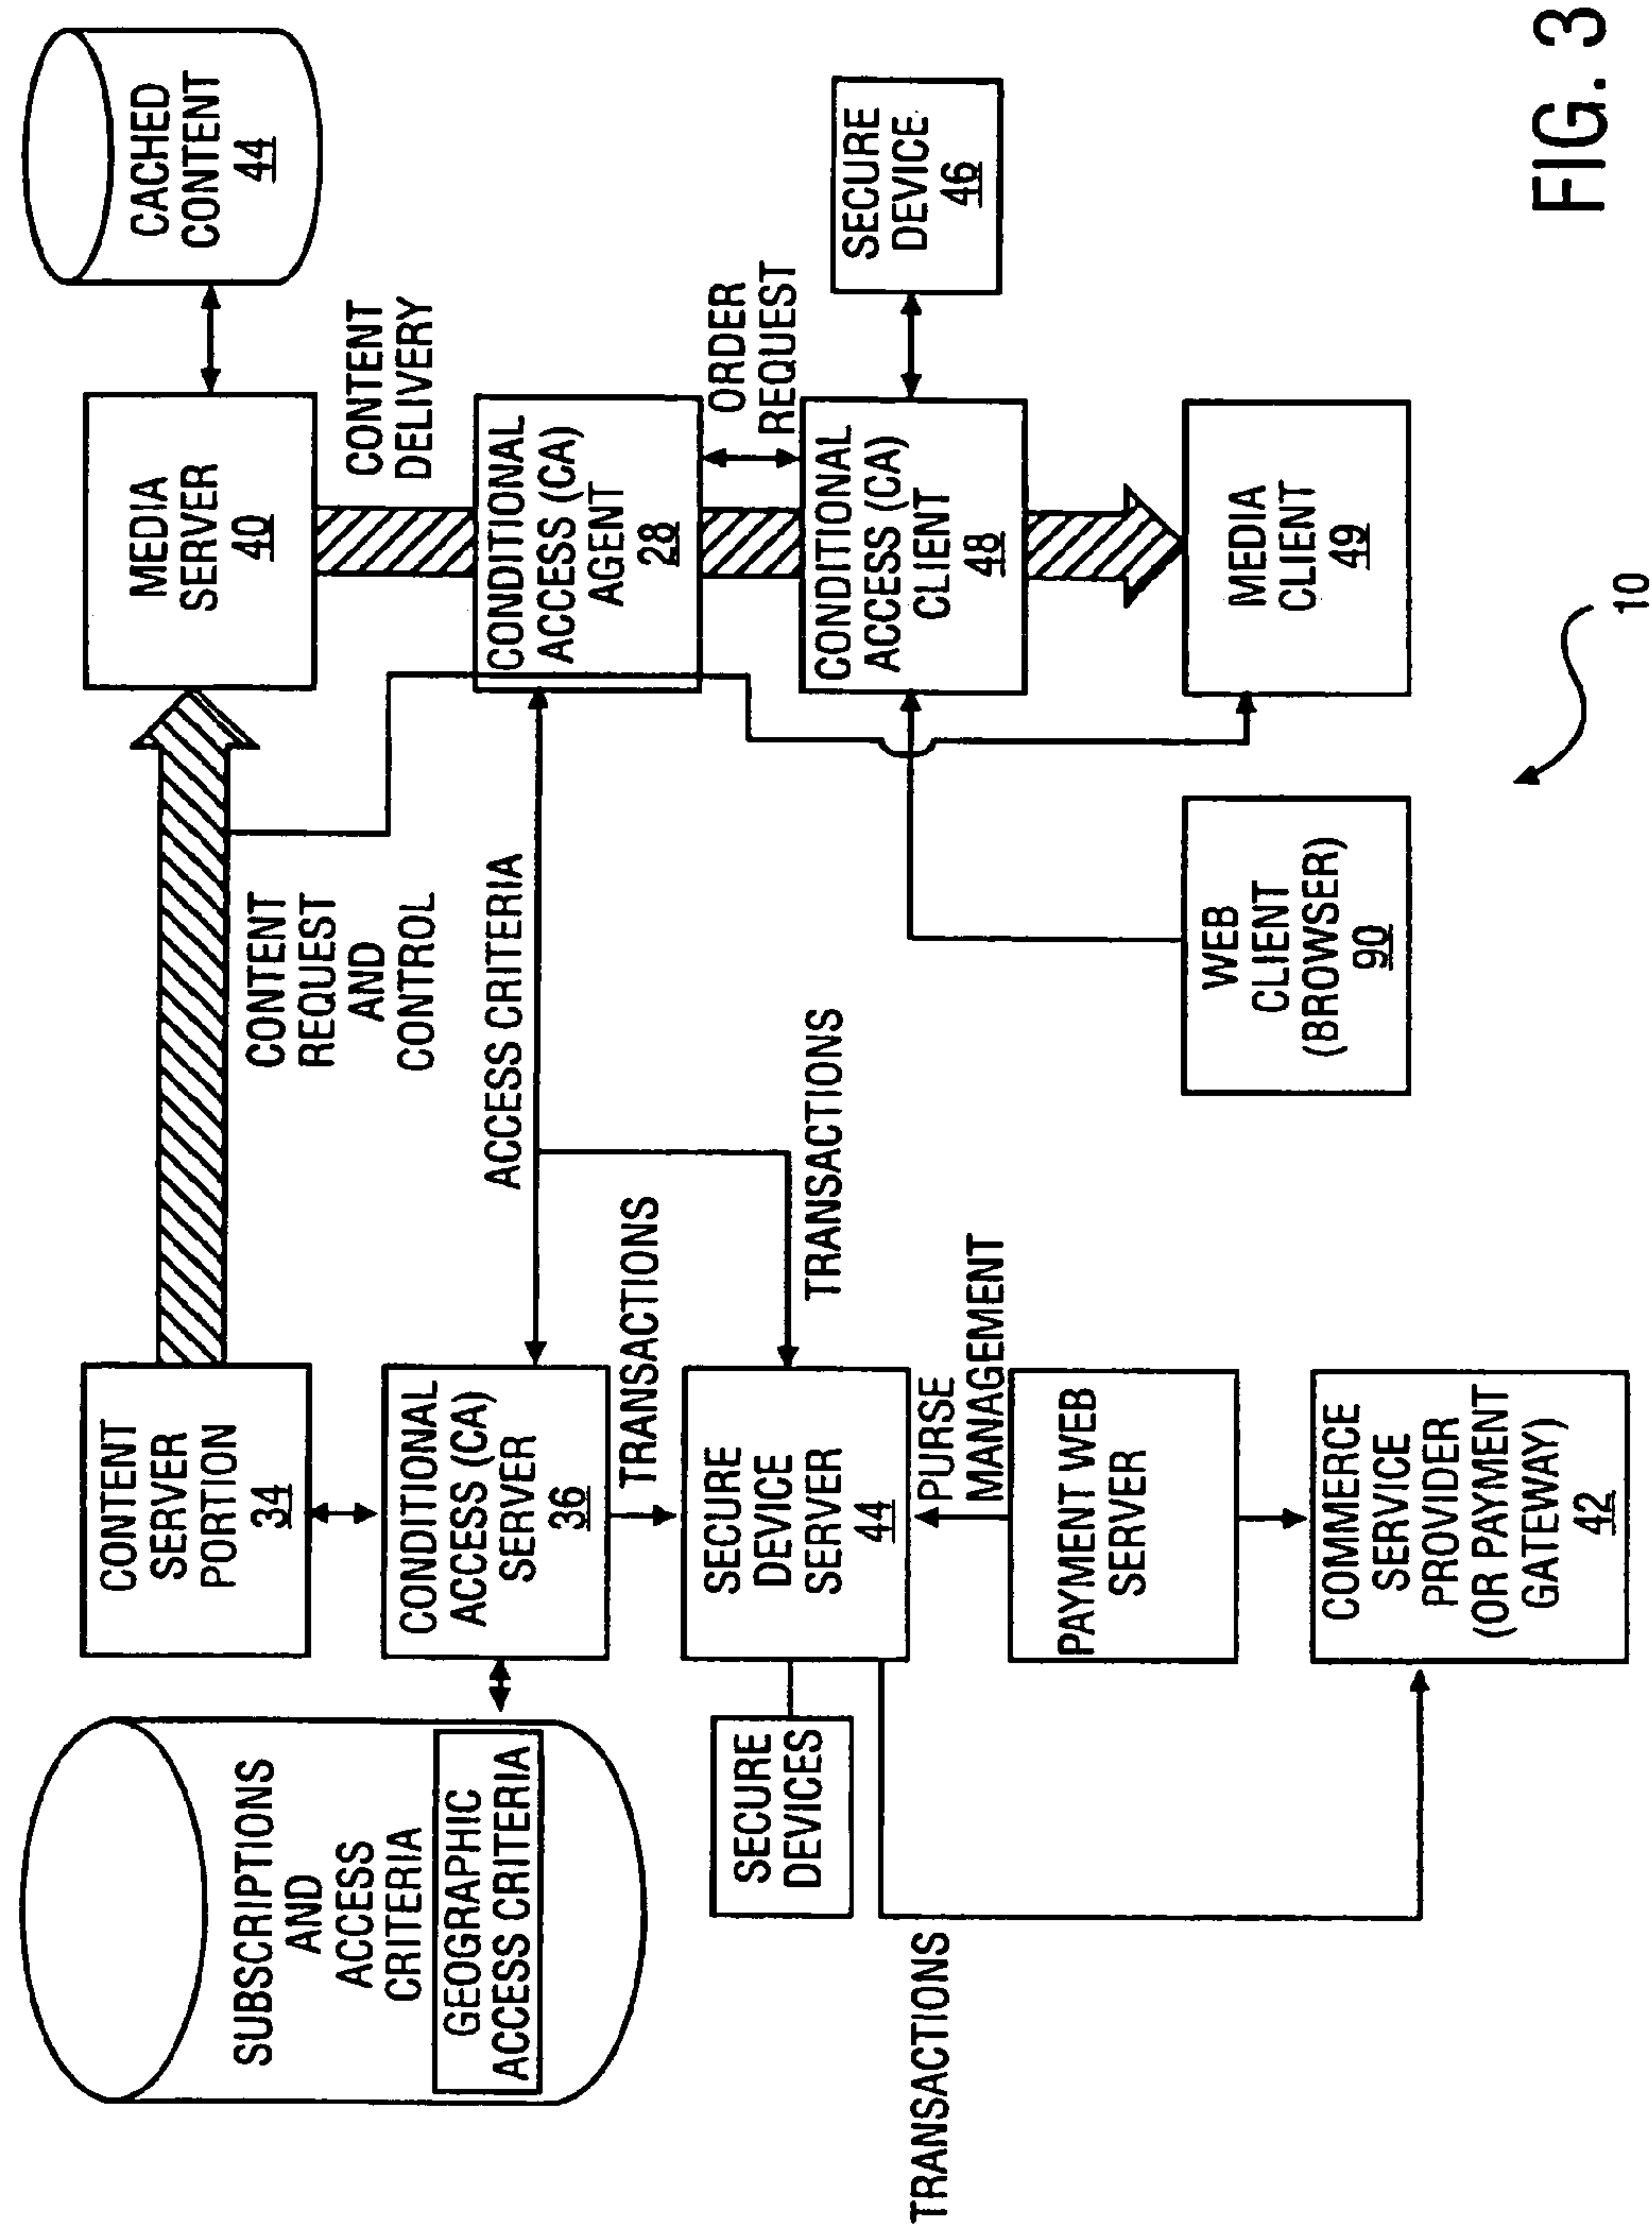 SUBSCRIPTIONS
AND
ACCESS
CRITERIA
GEOGRAPHIC
ACCESS CRITERIA
CONTENT
SERVER
PORTION
34
CONTENT
REQUEST
AND
CONTROL
MEDIA
SERVER
40
CACHED
CONTENT
44
CONTENT
DELIVERY
CONDITIONAL
ACCESS (CA)
SERVER
36
ACCESS CRITERIA
CONDITIONAL
ACCESS (CA)
AGENT
28
TRANSACTIONS
TRANSACTIONS
ORDER
REQUEST
SECURE
DEVICES
SECURE
DEVICE
SERVER
44
CONDITIONAL
ACCESS (CA)
CLIENT
48
SECURE
DEVICE
46
TRANSACTIONS
PURSE
MANAGEMENT
PAYMENT WEB
SERVER
WEB
CLIENT
(BROWSER)
90
MEDIA
CLIENT
49
COMMERCE
SERVICE
PROVIDER
(OR PAYMENT
GATEWAY)
42
10
FIG. 3